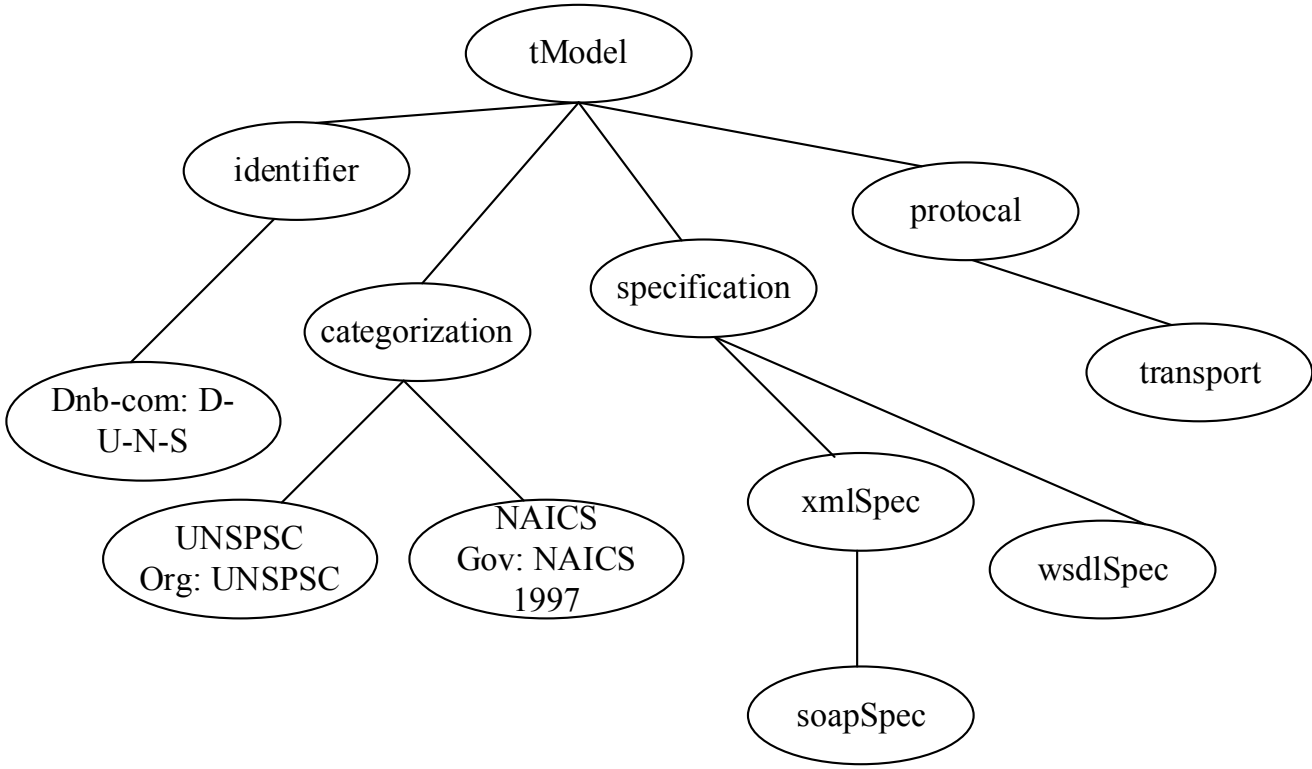 tModel
identifier
protocal
specification
categorization
transport
Dnb-com: D-
U-N-S
xmlSpec
UNSPSC
Org: UNSPSC
NAICS
Gov: NAICS
1997
wsdlSpec
soapSpec